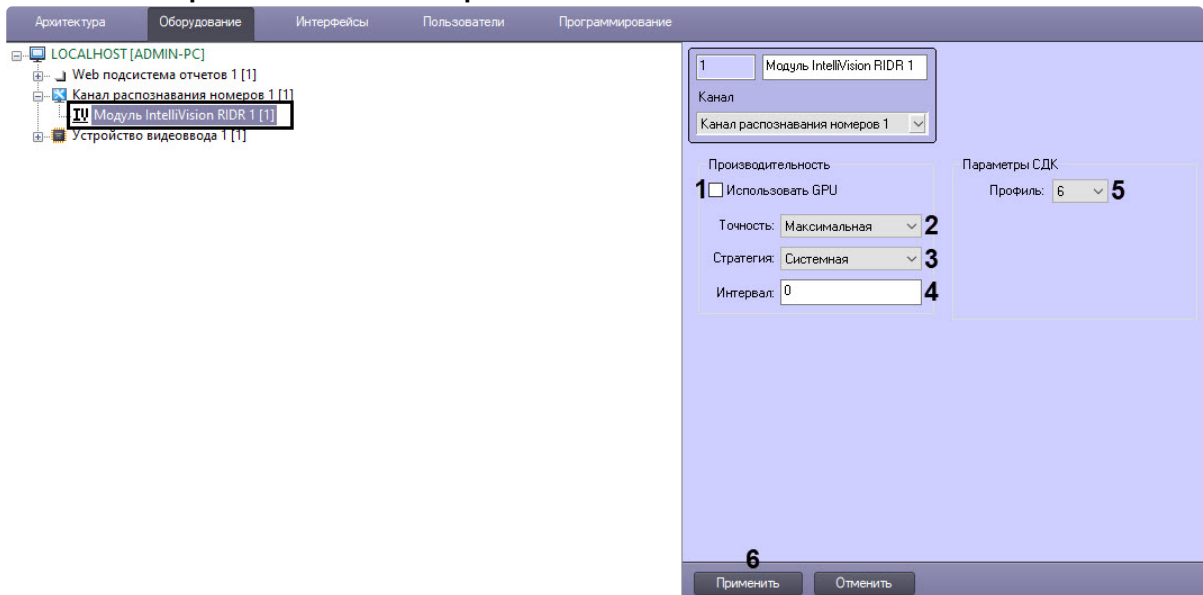 Архитектура Оборудование Интерфейсы Пользователи Программирование
LOCALHOST [ADMIN-PC]
Web подсистема отчетов 1 [1]
Канал распознавания номеров 1 [1]
IV Модуль IntelliVision RIDR 1 [1]
Устройство видеоввода 1 [1]
1 Модуль IntelliVision RIDR 1
Канал
Канал распознавания номеров 1
Производительность
1 Использовать GPU
Точность: Максимальная 2
Стратегия: Системная 3
Интервал: 0 4
Параметры СДК
Профиль: 6 5
6
Применить Отменить